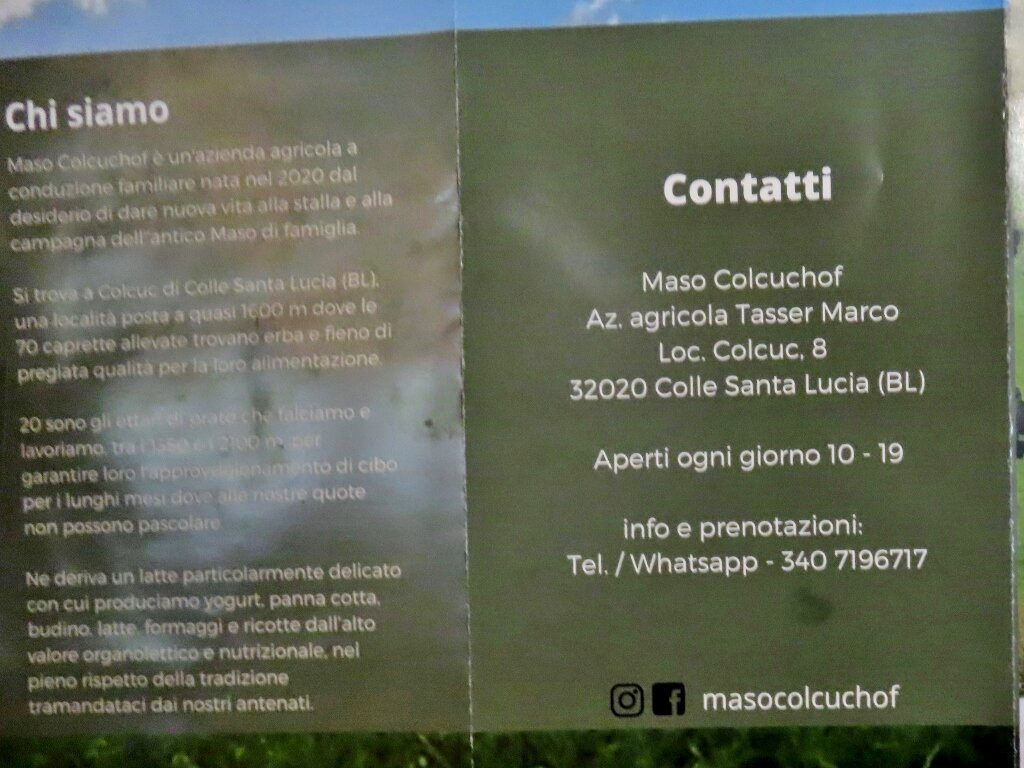 Chi siamo
Maso Colcuchof è un'azienda agricola a
conduzione familiare nata nel 2020 dal
desiderio di dare nuova vita alla stalla e alla
campagna dell'antico Maso di famiglia.
Si trova a Colcuc di Colle Santa Lucia (BL),
una località posta a quasi 1600 m dove le
70 caprette allevate trovano erba e fieno di
pregiata qualità per la loro alimentazione.
20 sono gli ettari di prato che falciamo e
lavoriamo, tra i e i 2100 m, per
garantire loro l'approvvigionamento di cibo
per i lunghi mesi dove alle nostre quote
non possono pascolare.
Ne deriva un latte particolarmente delicato
con cui produciamo yogurt, panna cotta,
budino, latte, formaggi e ricotte dall'alto
valore organolettico e nutrizionale, nel
pieno rispetto della tradizione
tramandataci dai nostri antenati.
Contatti
Maso Colcuchof
Az. agricola Tasser Marco
Loc. Colcuc, 8
32020 Colle Santa Lucia (BL)
Aperti ogni giorno 10 - 19
info e prenotazioni:
Tel. / Whatsapp - 340 7196717
masocolcuchof